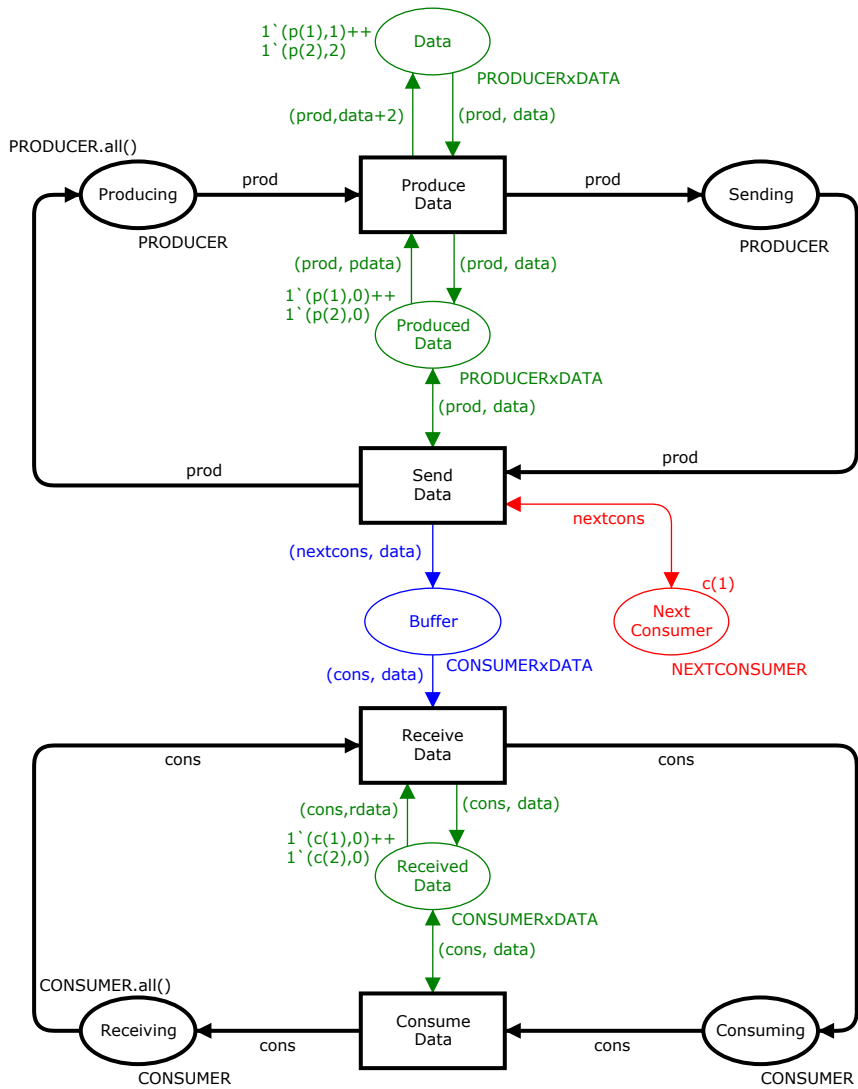 1`(p(1),1)++
1`(p(2),2)
Data
PRODUCERxDATA
(prod,data+2)
(prod, data)
PRODUCER.all()
Producing
prod
Produce
Data
prod
Sending
PRODUCER
PRODUCER
(prod, pdata)
(prod, data)
1`(p(1),0)++
1`(p(2),0)
Produced
Data
PRODUCERxDATA
(prod, data)
prod
Send
Data
prod
nextcons
(nextcons, data)
c(1)
Buffer
Next
Consumer
CONSUMERxDATA
NEXTCONSUMER
(cons, data)
Receive
Data
cons
cons
(cons,rdata)
(cons, data)
1`(c(1),0)++
1`(c(2),0)
Received
Data
CONSUMERxDATA
(cons, data)
CONSUMER.all()
Receiving
cons
Consume
Data
cons
Consuming
CONSUMER
CONSUMER